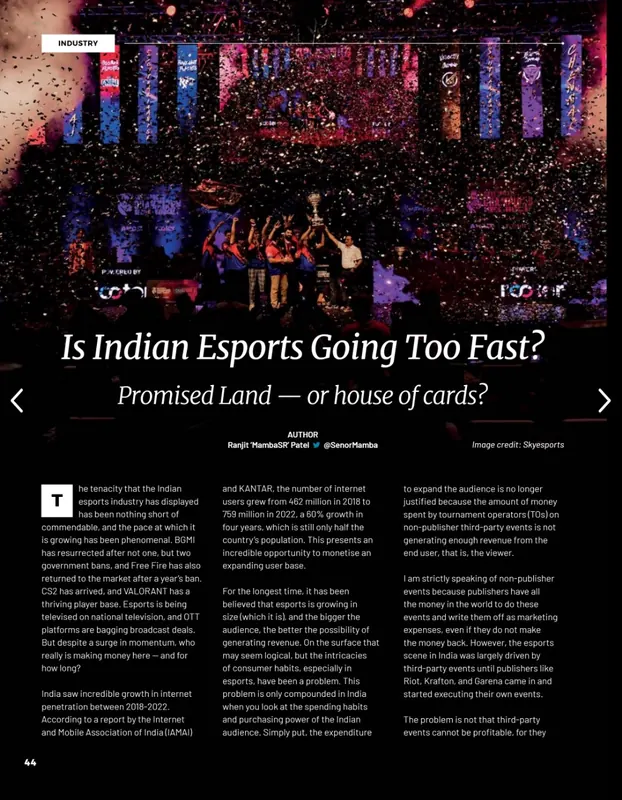 INDUSTRY
CHENNAI
POWERED BY
rooter
POWERED
rooter
Is Indian Esports Going Too Fast?
Promised Land — or house of cards?
AUTHOR
Ranjit ‘MambaSR’ Patel @SenorMamba
Image credit: Skyesports
The tenacity that the Indian
esports industry has displayed
has been nothing short of
commendable, and the pace at which it
is growing has been phenomenal. BGMI
has resurrected after not one, but two
government bans, and Free Fire has also
returned to the market after a year’s ban.
CS2 has arrived, and VALORANT has a
thriving player base. Esports is being
televised on national television, and OTT
platforms are bagging broadcast deals.
But despite a surge in momentum, who
really is making money here — and for
how long?
India saw incredible growth in internet
penetration between 2018-2022.
According to a report by the Internet
and Mobile Association of India (IAMAI)
and KANTAR, the number of internet
users grew from 462 million in 2018 to
759 million in 2022, a 60% growth in
four years, which is still only half the
country’s population. This presents an
incredible opportunity to monetise an
expanding user base.
For the longest time, it has been
believed that esports is growing in
size (which it is), and the bigger the
audience, the better the possibility of
generating revenue. On the surface that
may seem logical, but the intricacies
of consumer habits, especially in
esports, have been a problem. This
problem is only compounded in India
when you look at the spending habits
and purchasing power of the Indian
audience. Simply put, the expenditure
to expand the audience is no longer
justified because the amount of money
spent by tournament operators (TOs) on
non-publisher third-party events is not
generating enough revenue from the
end user, that is, the viewer.
I am strictly speaking of non-publisher
events because publishers have all
the money in the world to do these
events and write them off as marketing
expenses, even if they do not make
the money back. However, the esports
scene in India was largely driven by
third-party events until publishers like
Riot, Krafton, and Garena came in and
started executing their own events.
The problem is not that third-party
events cannot be profitable, for they
44